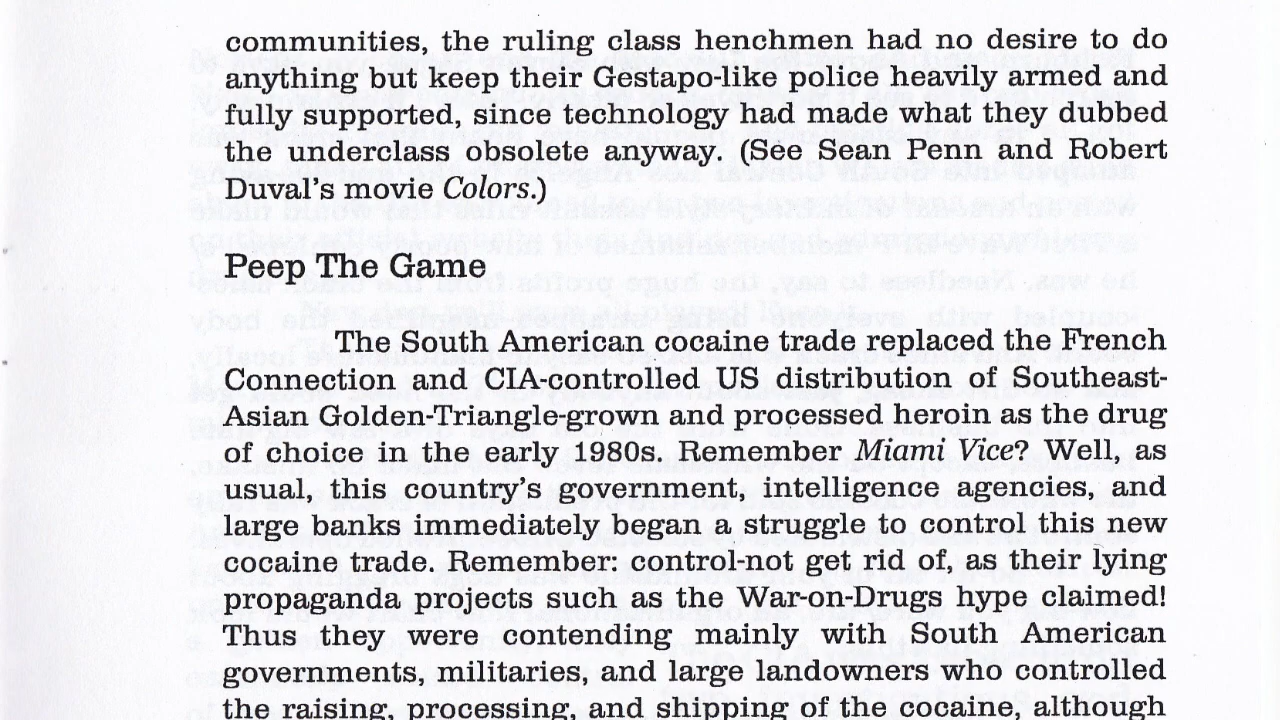 communities, the ruling class henchmen had no desire to do
anything but keep their Gestapo-like police heavily armed and
fully supported, since technology had made what they dubbed
the underclass obsolete anyway. (See Sean Penn and Robert
Duval's movie Colors.)
Peep The Game
The South American cocaine trade replaced the French
Connection and CIA-controlled US distribution of Southeast-
Asian Golden-Triangle-grown and processed heroin as the drug
of choice in the early 1980s. Remember Miami Vice? Well, as
usual, this country's government, intelligence agencies, and
large banks immediately began a struggle to control this new
cocaine trade. Remember: control-not get rid of, as their lying
propaganda projects such as the War-on-Drugs hype claimed!
Thus they were contending mainly with South American
governments, militaries, and large landowners who controlled
the raising, processing, and shipping of the cocaine, although